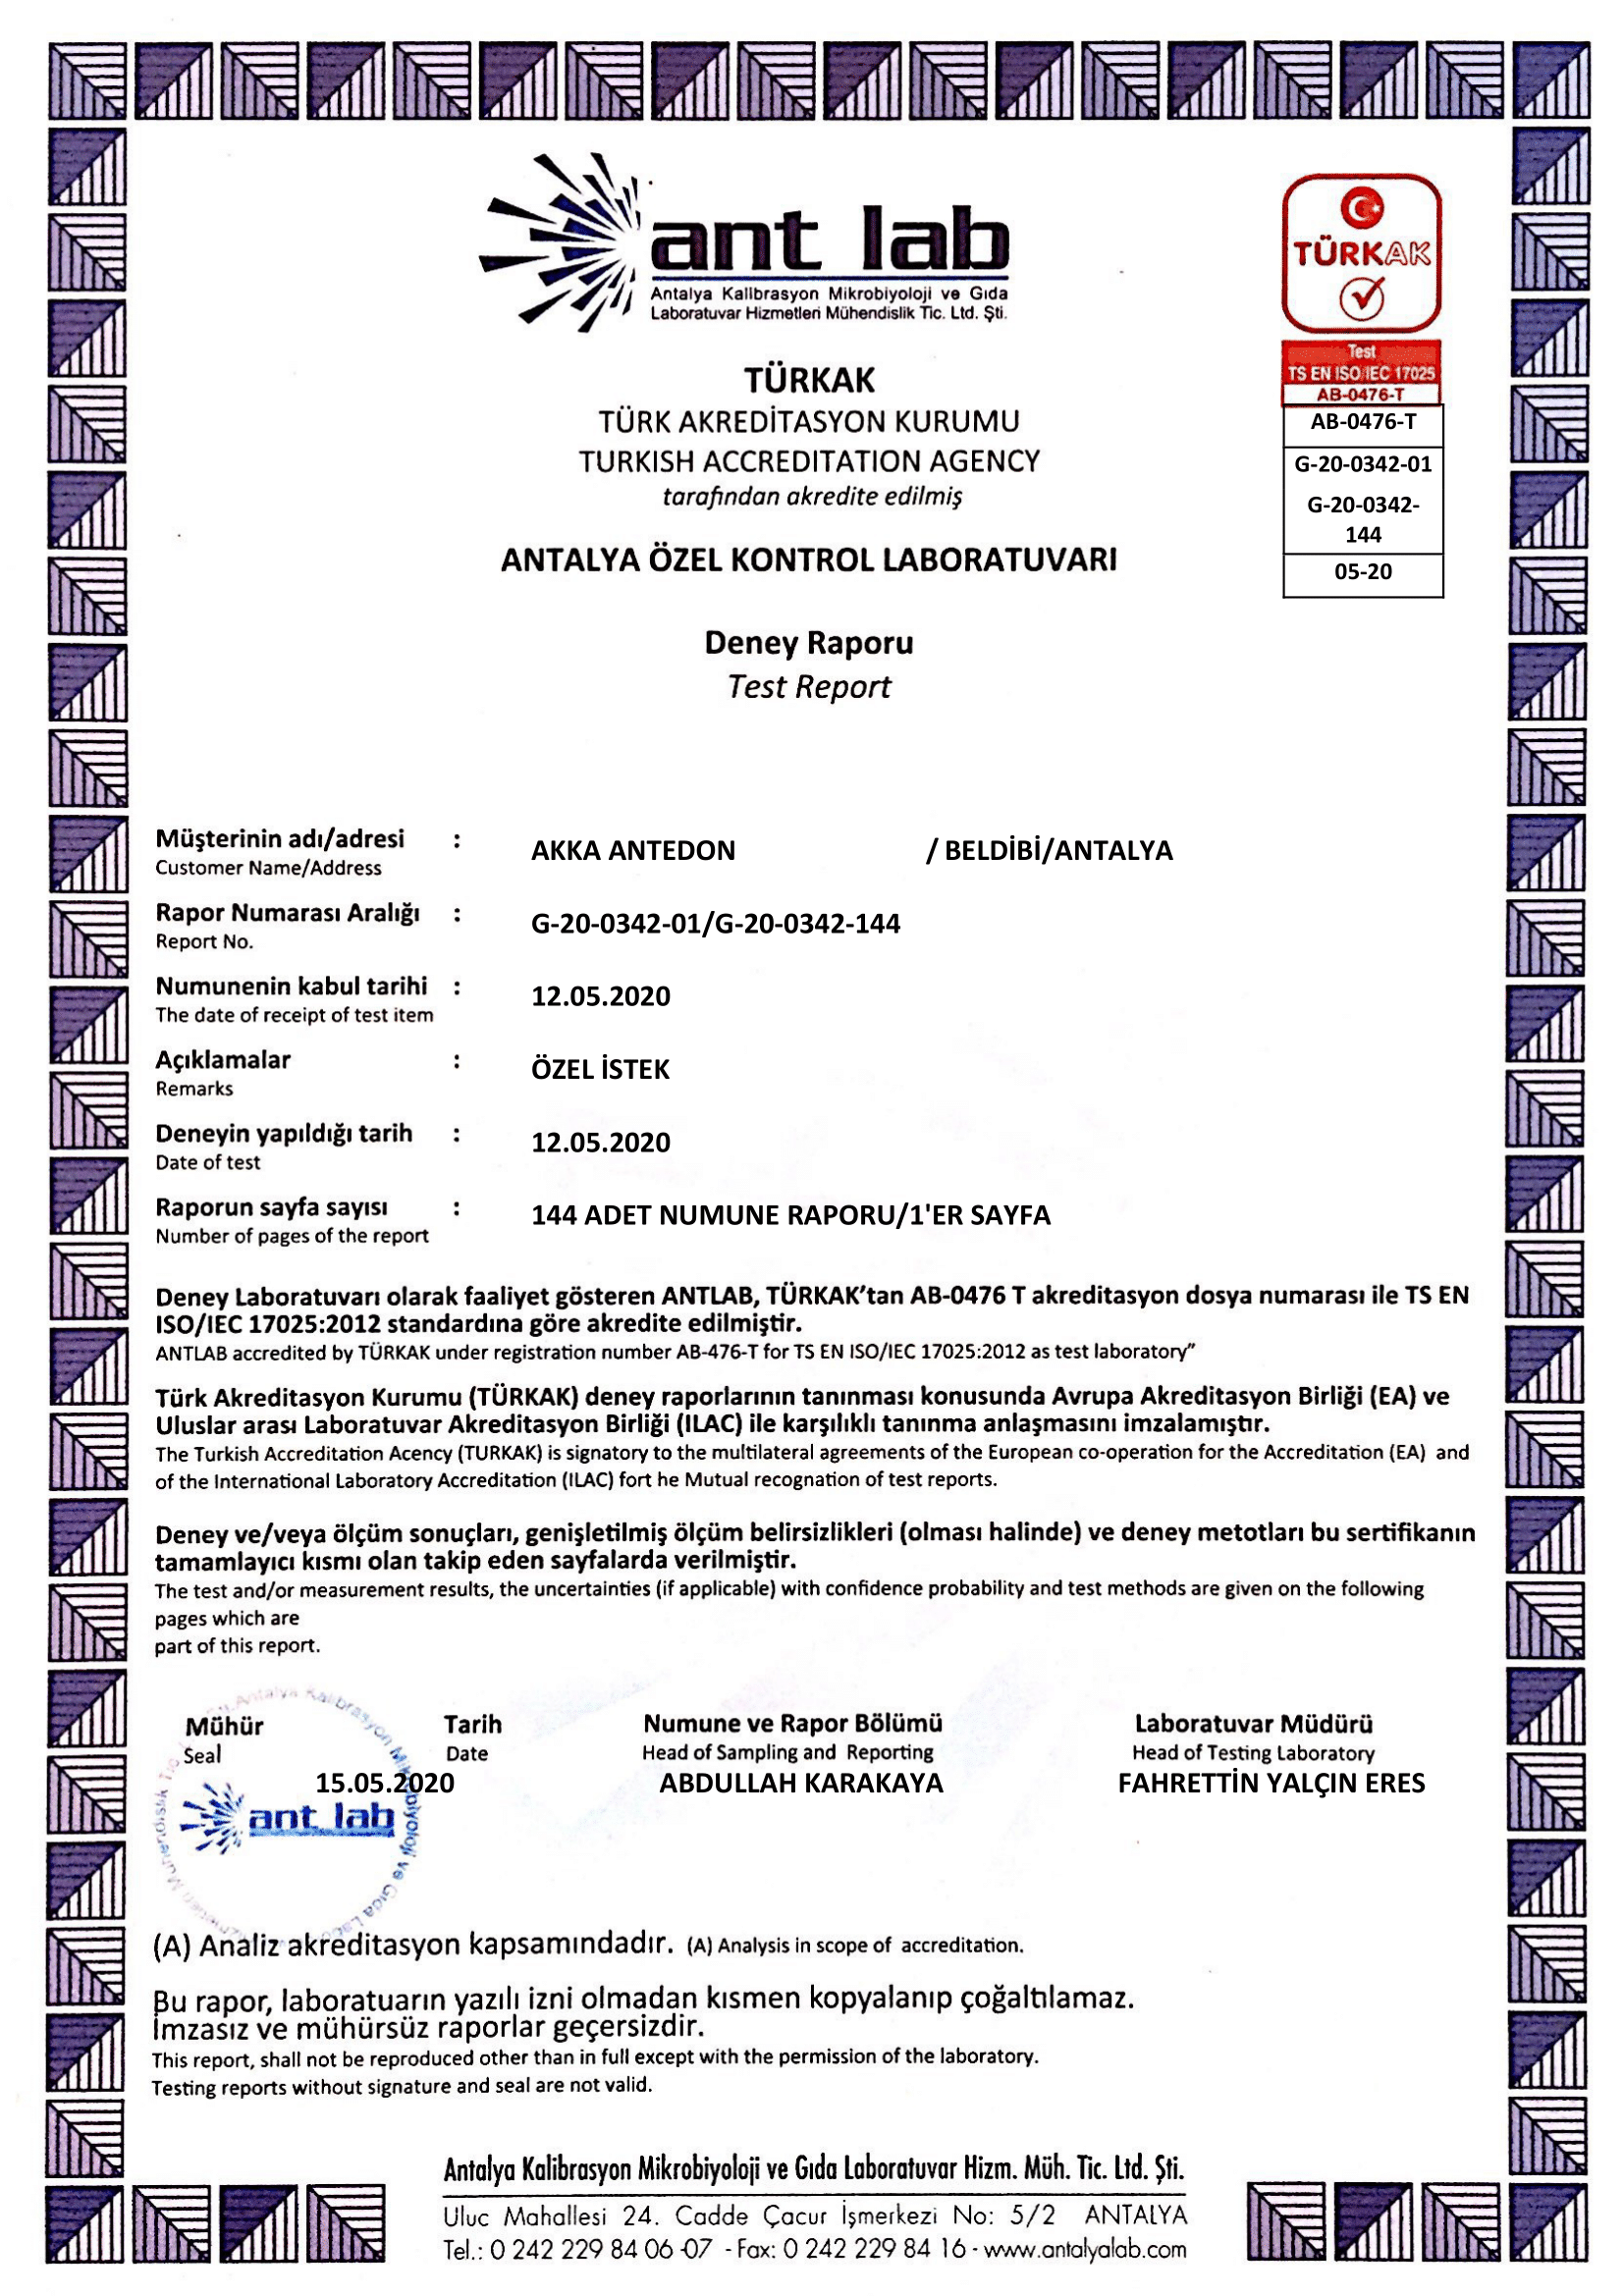 ant lab
Antalya Kalibrasyon Mikrobiyoloji ve Gıda
Laboratuvar Hizmetleri Mühendislik Tic. Ltd. Şti.
TÜRKAK
Test
TS EN ISO/IEC 17025
AB-0476-T
AB-0476-T
G-20-0342-01
G-20-0342-
144
05-20
TÜRKAK
TÜRK AKREDİTASYON KURUMU
TURKISH ACCREDITATION AGENCY
tarafından akredite edilmiş
ANTALYA ÖZEL KONTROL LABORATUVARI
Deney Raporu
Test Report
Müşterinin adı/adresi : AKKA ANTEDON / BELDİBİ/ANTALYA
Customer Name/Address
Rapor Numarası Aralığı : G-20-0342-01/G-20-0342-144
Report No.
Numunenin kabul tarihi : 12.05.2020
The date of receipt of test item
Açıklamalar : ÖZEL İSTEK
Remarks
Deneyin yapıldığı tarih : 12.05.2020
Date of test
Raporun sayfa sayısı : 144 ADET NUMUNE RAPORU/1'ER SAYFA
Number of pages of the report
Deney Laboratuvarı olarak faaliyet gösteren ANTLAB, TÜRKAK’tan AB-0476 T akreditasyon dosya numarası ile TS EN
ISO/IEC 17025:2012 standardına göre akredite edilmiştir.
ANTLAB accredited by TÜRKAK under registration number AB-476-T for TS EN ISO/IEC 17025:2012 as test laboratory”
Türk Akreditasyon Kurumu (TÜRKAK) deney raporlarının tanınması konusunda Avrupa Akreditasyon Birliği (EA) ve
Uluslar arası Laboratuvar Akreditasyon Birliği (ILAC) ile karşılıklı tanınma anlaşmasını imzalamıştır.
The Turkish Accreditation Acency (TURKAK) is signatory to the multilateral agreements of the European co-operation for the Accreditation (EA) and
of the International Laboratory Accreditation (ILAC) fort he Mutual recognation of test reports.
Deney ve/veya ölçüm sonuçları, genişletilmiş ölçüm belirsizlikleri (olması halinde) ve deney metotları bu sertifikanın
tamamlayıcı kısmı olan takip eden sayfalarda verilmiştir.
The test and/or measurement results, the uncertainties (if applicable) with confidence probability and test methods are given on the following
pages which are
part of this report.
Mühür Tarih Numune ve Rapor Bölümü Laboratuvar Müdürü
Seal Date Head of Sampling and Reporting Head of Testing Laboratory
15.05.2020 ABDULLAH KARAKAYA FAHRETTİN YALÇIN ERES
ant lab
Antalya Kalibrasyon Mikrobiyoloji ve Gıda
(A) Analiz akreditasyon kapsamındadır. (A) Analysis in scope of accreditation.
Bu rapor, laboratuarın yazılı izni olmadan kısmen kopyalanıp çoğaltılamaz.
İmzasız ve mühürsüz raporlar geçersizdir.
This report, shall not be reproduced other than in full except with the permission of the laboratory.
Testing reports without signature and seal are not valid.
Antalya Kalibrasyon Mikrobiyoloji ve Gıda Laboratuvar Hizm. Müh. Tic. Ltd. Şti.
Uluc Mahallesi 24. Cadde Çacur İşmerkezi No: 5/2 ANTALYA
Tel.: 0 242 229 84 06-07 - Fax: 0 242 229 84 16 - www.antalyalab.com